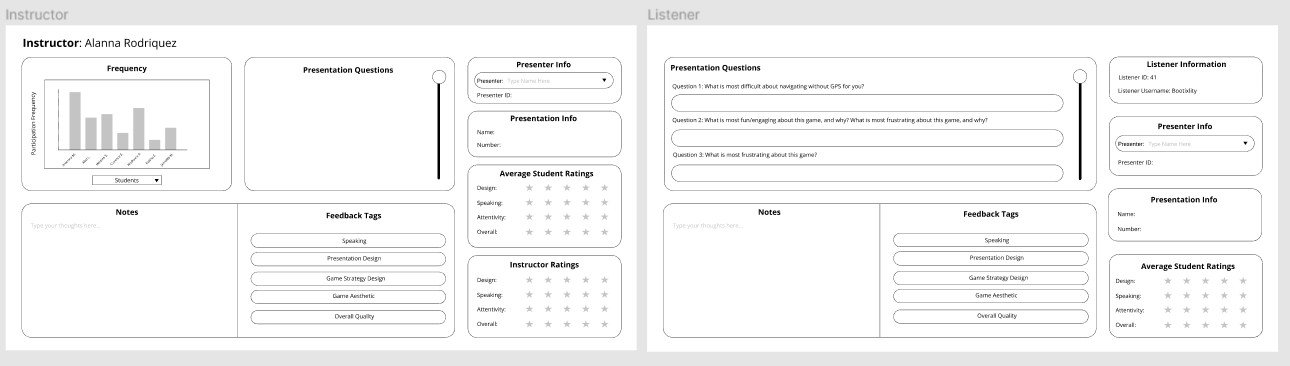 Instructor
Instructor: Alanna Rodriquez
Frequency
Participation Frequency
Students
Presentation Questions
Presenter Info
Presenter: Type Name Here
Presenter ID:
Presentation Info
Name:
Number:
Average Student Ratings
Design:
Speaking:
Attentivity:
Overall:
Instructor Ratings
Design:
Speaking:
Attentivity:
Overall:
Notes
Type your thoughts here...
Feedback Tags
Speaking
Presentation Design
Game Strategy Design
Game Aesthetic
Overall Quality
Listener
Presentation Questions
Question 1: What is most difficult about navigating without GPS for you?
Question 2: What is most fun/engaging about this game, and why? What is most frustrating about this game, and why?
Question 3: What is most frustrating about this game?
Listener Information
Listener ID: 41
Listener Username: Bootixlity
Presenter Info
Presenter: Type Name Here
Presenter ID:
Presentation Info
Name:
Number:
Average Student Ratings
Design:
Speaking:
Attentivity:
Overall:
Notes
Type your thoughts here...
Feedback Tags
Speaking
Presentation Design
Game Strategy Design
Game Aesthetic
Overall Quality